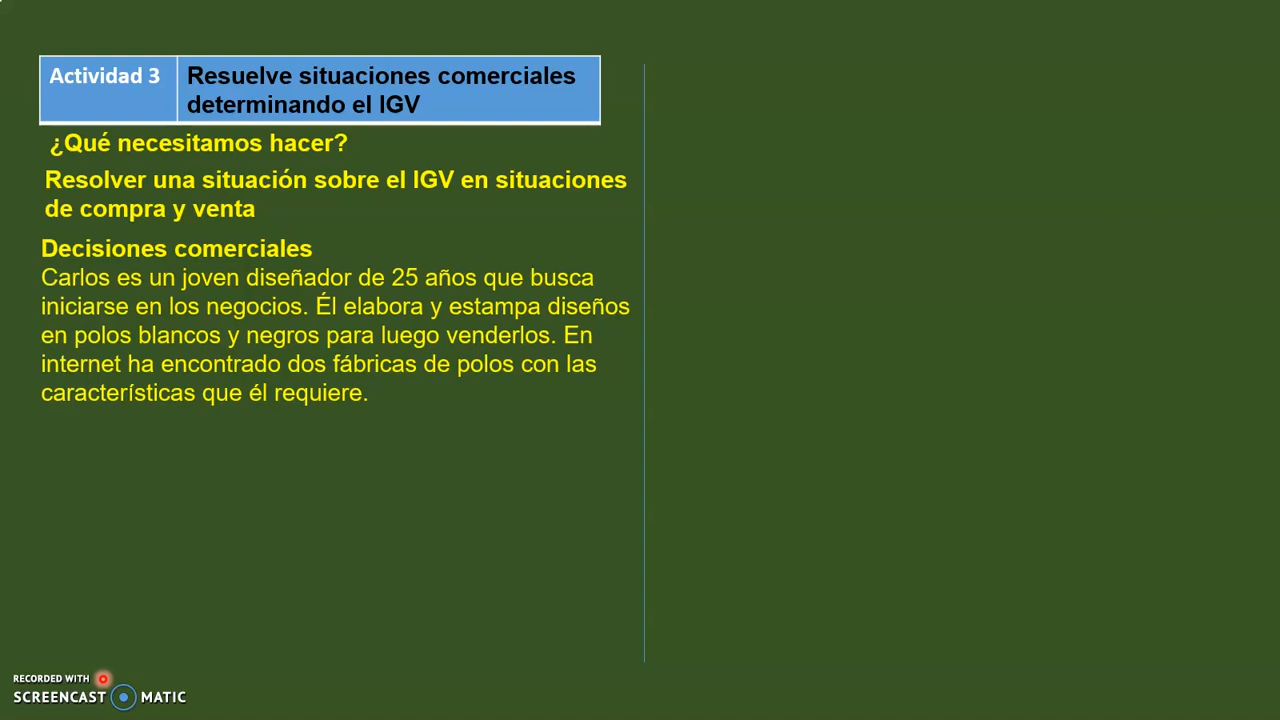 Actividad 3
Resuelve situaciones comerciales
determinando el IGV
¿Qué necesitamos hacer?
Resolver una situación sobre el IGV en situaciones
de compra y venta
Decisiones comerciales
Carlos es un joven diseñador de 25 años que busca
iniciarse en los negocios. Él elabora y estampa diseños
en polos blancos y negros para luego venderlos. En
internet ha encontrado dos fábricas de polos con las
características que él requiere.
RECORDED WITH
SCREENCAST MATIC